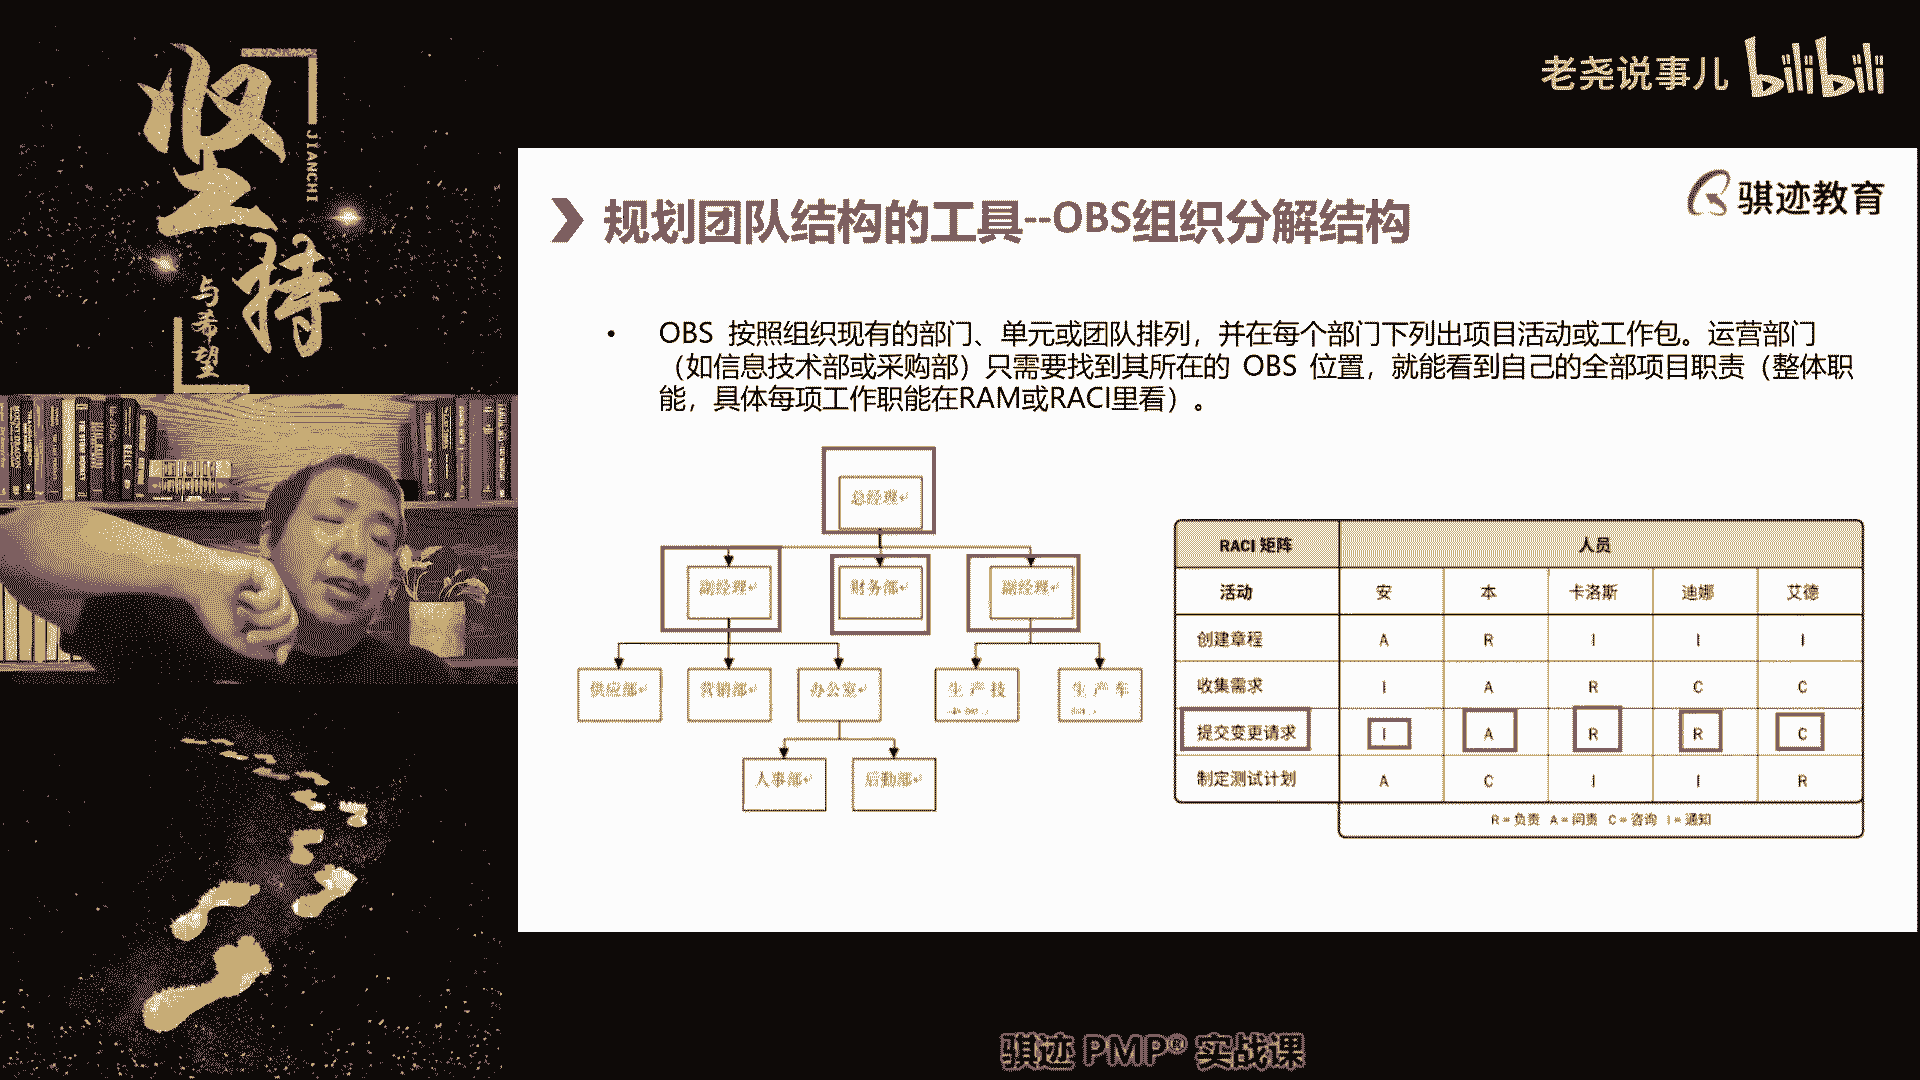 坚持
JIANCHI
与希望
老尧说事儿 bilibili
骐迹教育
规划团队结构的工具--OBS组织分解结构
• OBS 按照组织现有的部门、单元或团队排列，并在每个部门下列出项目活动或工作包。运营部门
（如信息技术部或采购部）只需要找到其所在的 OBS 位置，就能看到自己的全部项目职责（整体职
能，具体每项工作职能在RAM或RACI里看）。
总经理
副经理 财务部 副经理
供应部 营销部 办公室 生产技 生产车
人事部 后勤部
RACI 矩阵 人员
活动 安 本 卡洛斯 迪娜 艾德
创建章程 A R I I I
收集需求 I A R C C
提交变更请求 I A R R C
制定测试计划 A C I I R
R = 负责 A = 问责 C = 咨询 I = 通知
骐迹 PMP® 实战课